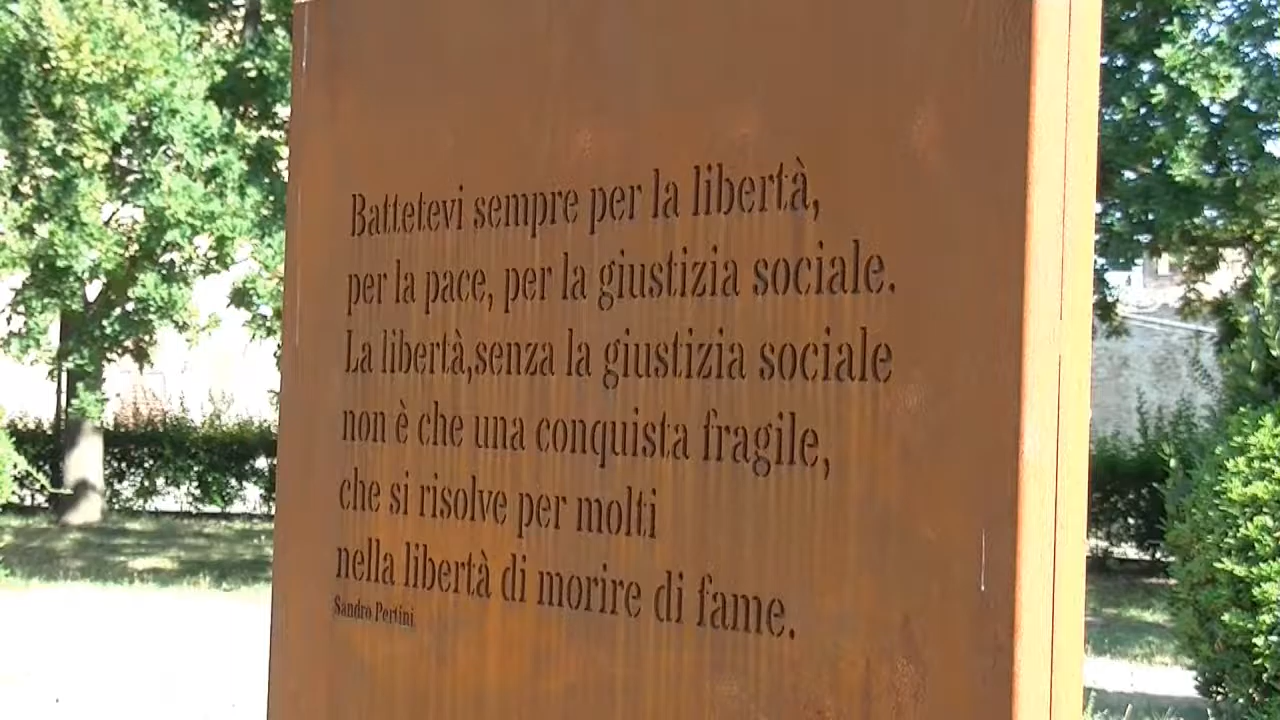 Battetevi sempre per la libertà,
per la pace, per la giustizia sociale.
La libertà,senza la giustizia sociale
non è che una conquista fragile,
che si risolve per molti
nella libertà di morire di fame.
Sandro Pertini